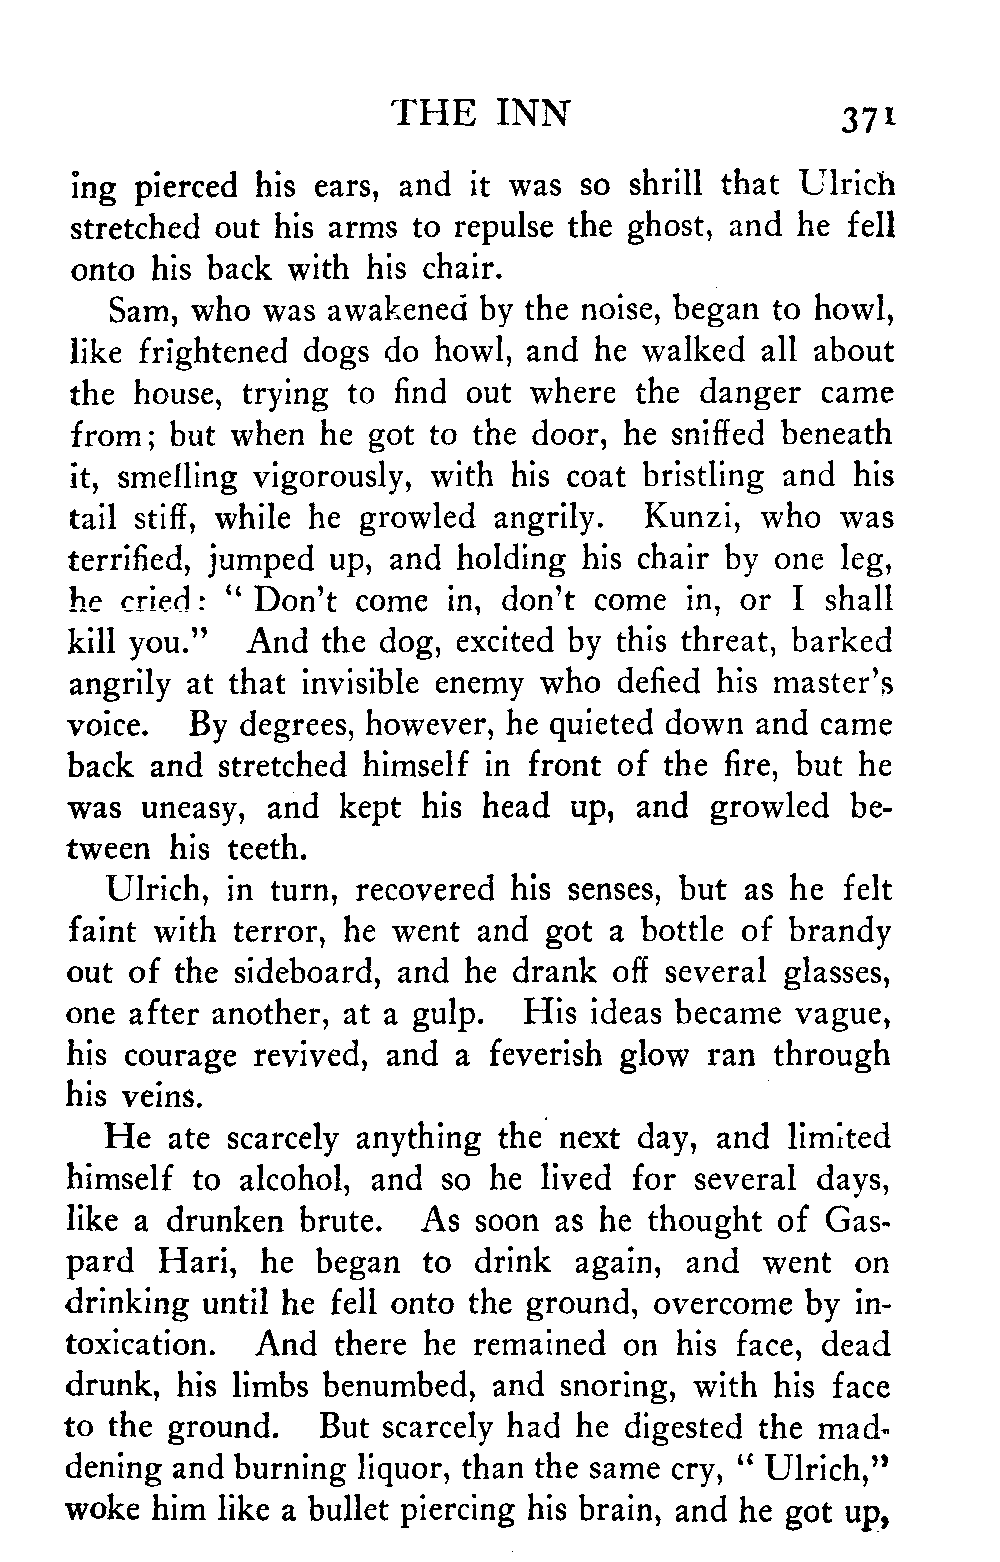 THE INN 371
ing pierced his ears, and it was so shrill that Ulrich
stretched out his arms to repulse the ghost, and he fell
onto his back with his chair.
Sam, who was awakened by the noise, began to howl,
like frightened dogs do howl, and he walked all about
the house, trying to find out where the danger came
from; but when he got to the door, he sniffed beneath
it, smelling vigorously, with his coat bristling and his
tail stiff, while he growled angrily. Kunzi, who was
terrified, jumped up, and holding his chair by one leg,
he cried: “ Don’t come in, don’t come in, or I shall
kill you.” And the dog, excited by this threat, barked
angrily at that invisible enemy who defied his master’s
voice. By degrees, however, he quieted down and came
back and stretched himself in front of the fire, but he
was uneasy, and kept his head up, and growled be-
tween his teeth.
Ulrich, in turn, recovered his senses, but as he felt
faint with terror, he went and got a bottle of brandy
out of the sideboard, and he drank off several glasses,
one after another, at a gulp. His ideas became vague,
his courage revived, and a feverish glow ran through
his veins.
He ate scarcely anything the next day, and limited
himself to alcohol, and so he lived for several days,
like a drunken brute. As soon as he thought of Gas-
pard Hari, he began to drink again, and went on
drinking until he fell onto the ground, overcome by in-
toxication. And there he remained on his face, dead
drunk, his limbs benumbed, and snoring, with his face
to the ground. But scarcely had he digested the mad-
dening and burning liquor, than the same cry, “ Ulrich,”
woke him like a bullet piercing his brain, and he got up,